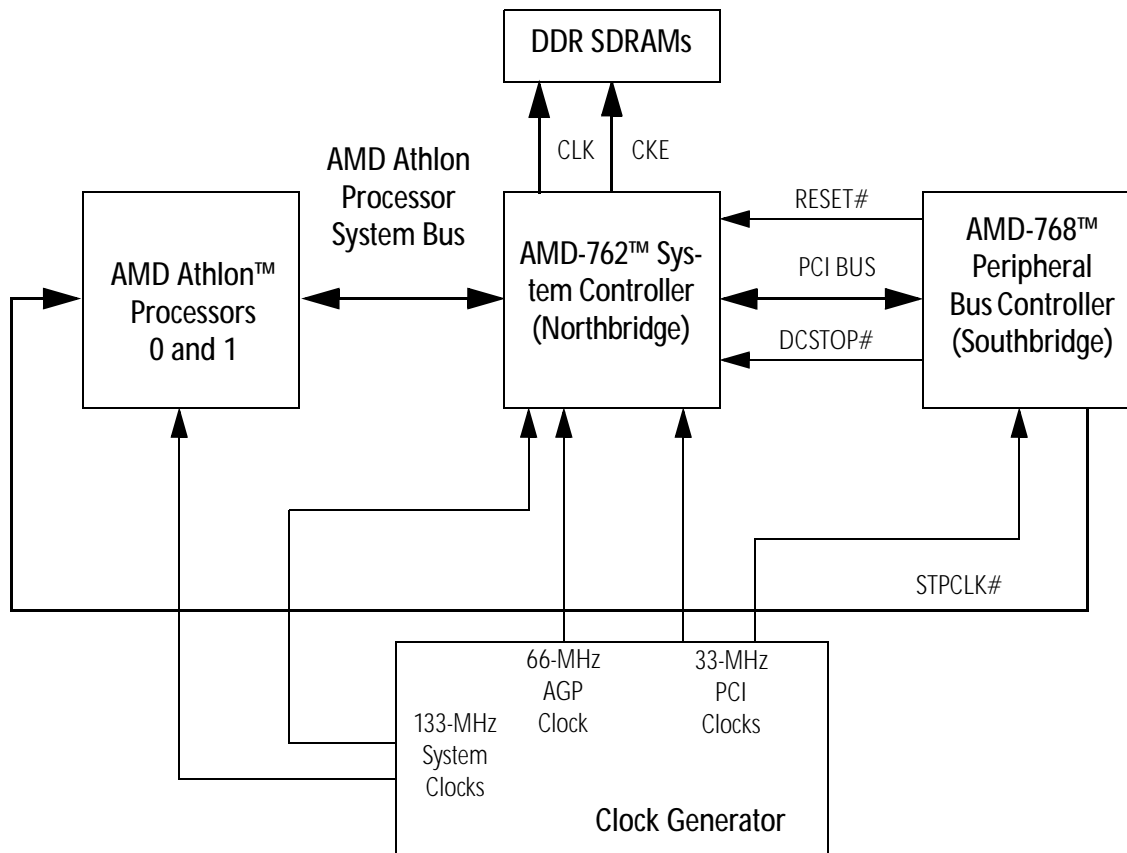 DDR SDRAMs
CLK
CKE
AMD Athlon
Processor
System Bus
AMD Athlon™
Processors
0 and 1
AMD-762™ Sys-
tem Controller
(Northbridge)
RESET#
PCI BUS
DCSTOP#
AMD-768™
Peripheral
Bus Controller
(Southbridge)
STPCLK#
66-MHz
AGP
Clock
33-MHz
PCI
Clocks
133-MHz
System
Clocks
Clock Generator